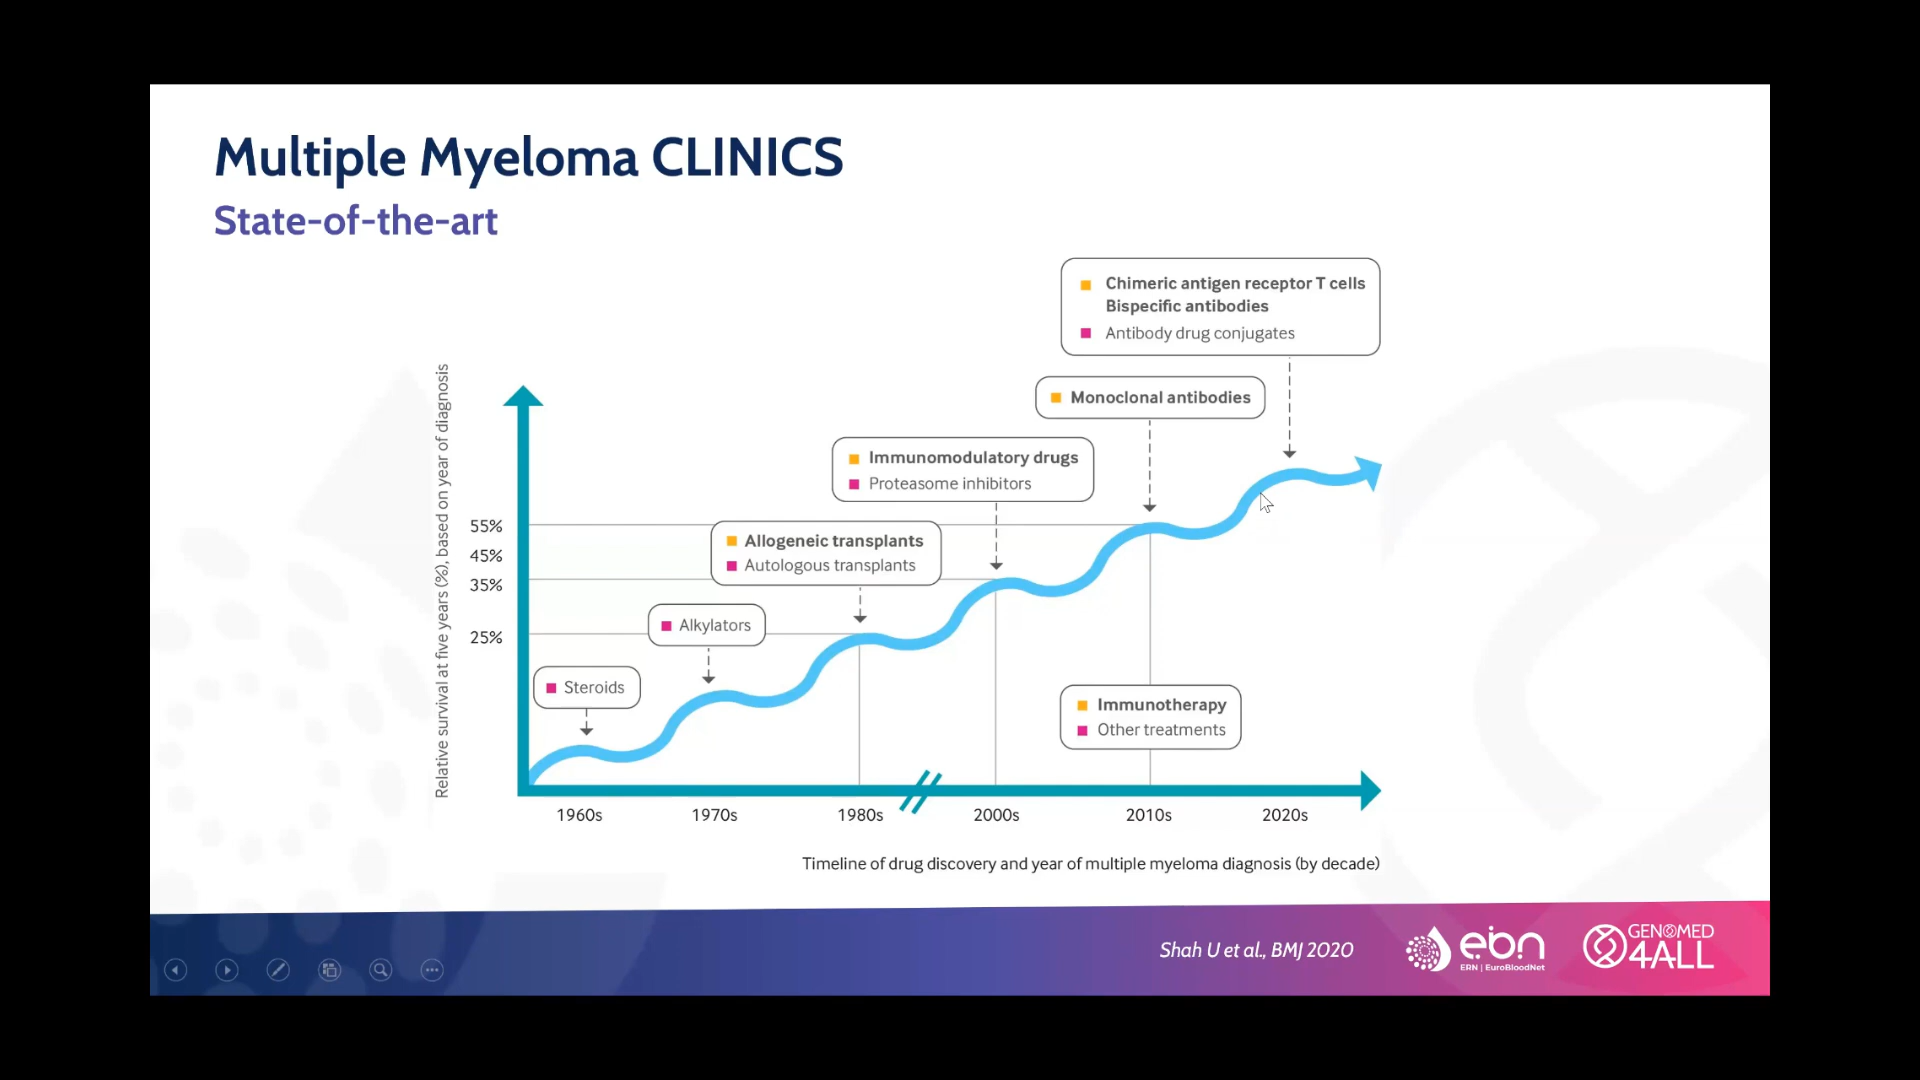 Multiple Myeloma CLINICS
State-of-the-art
Chimeric antigen receptor T cells
Bispecific antibodies
Antibody drug conjugates
Monoclonal antibodies
Immunomodulatory drugs
Proteasome inhibitors
Allogeneic transplants
Autologous transplants
Alkylators
Steroids
Immunotherapy
Other treatments
Relative survival at five years (%), based on year of diagnosis
55%
45%
35%
25%
1960s 1970s 1980s 2000s 2010s 2020s
Timeline of drug discovery and year of multiple myeloma diagnosis (by decade)
Shah U et al., BMJ 2020
ebn
ERN | EuroBloodNet
GENOMED
4ALL